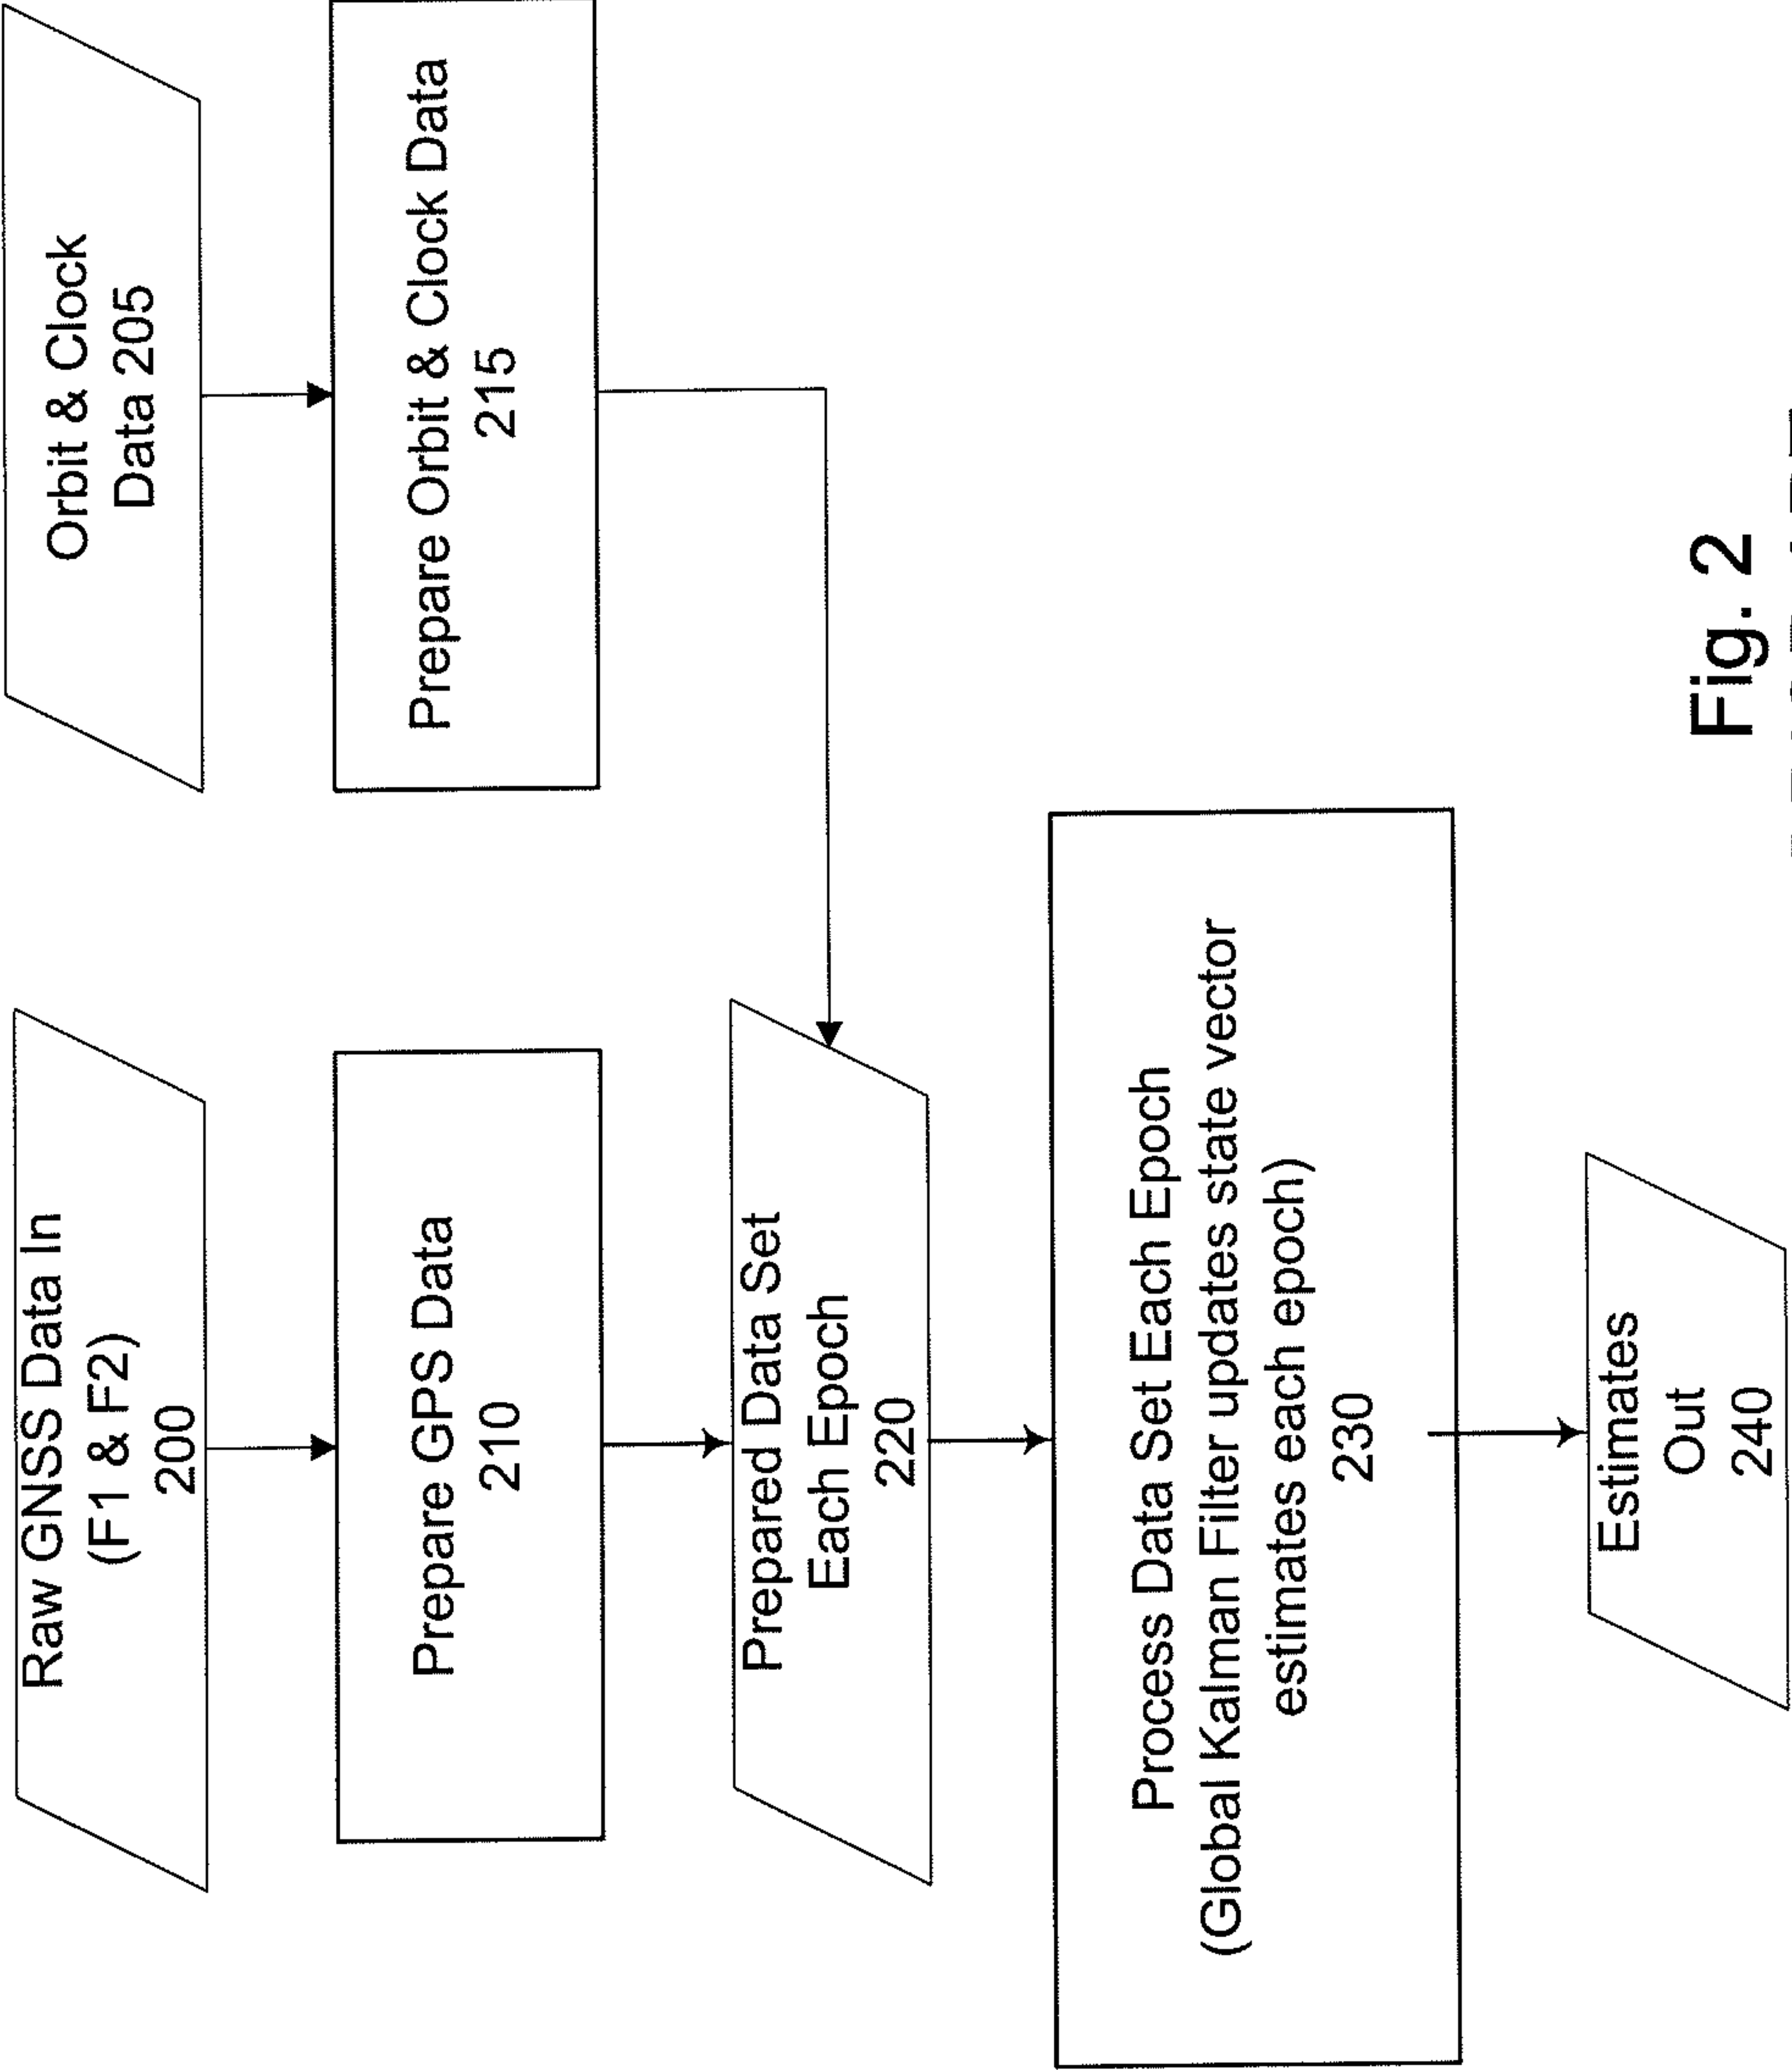 Raw GNSS Data In
(F1 & F2)
200
Orbit & Clock
Data 205
Prepare GPS Data
210
Prepare Orbit & Clock Data
215
Prepared Data Set
Each Epoch
220
Process Data Set Each Epoch
(Global Kalman Filter updates state vector
estimates each epoch)
230
Estimates
Out
240
Fig. 2